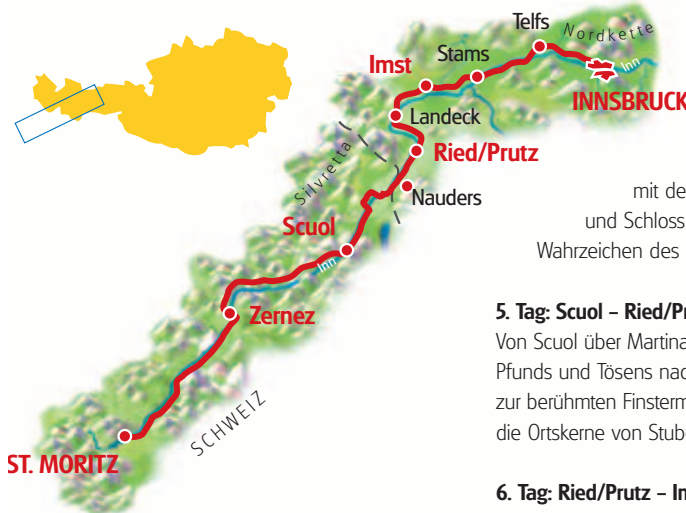 Telfs
Nordkette
Stams
Inn
Imst
INNSBRUCK
Landeck
Ried/Prutz
Silvretta
Nauders
Scuol
Inn
Zernez
SCHWEIZ
ST. MORITZ
mit de
und Schloss
Wahrzeichen des
5. Tag: Scuol – Ried/Pr
Von Scuol über Martina
Pfunds und Tösens nac
zur berühmten Finsterm
die Ortskerne von Stub
6. Tag: Ried/Prutz – In